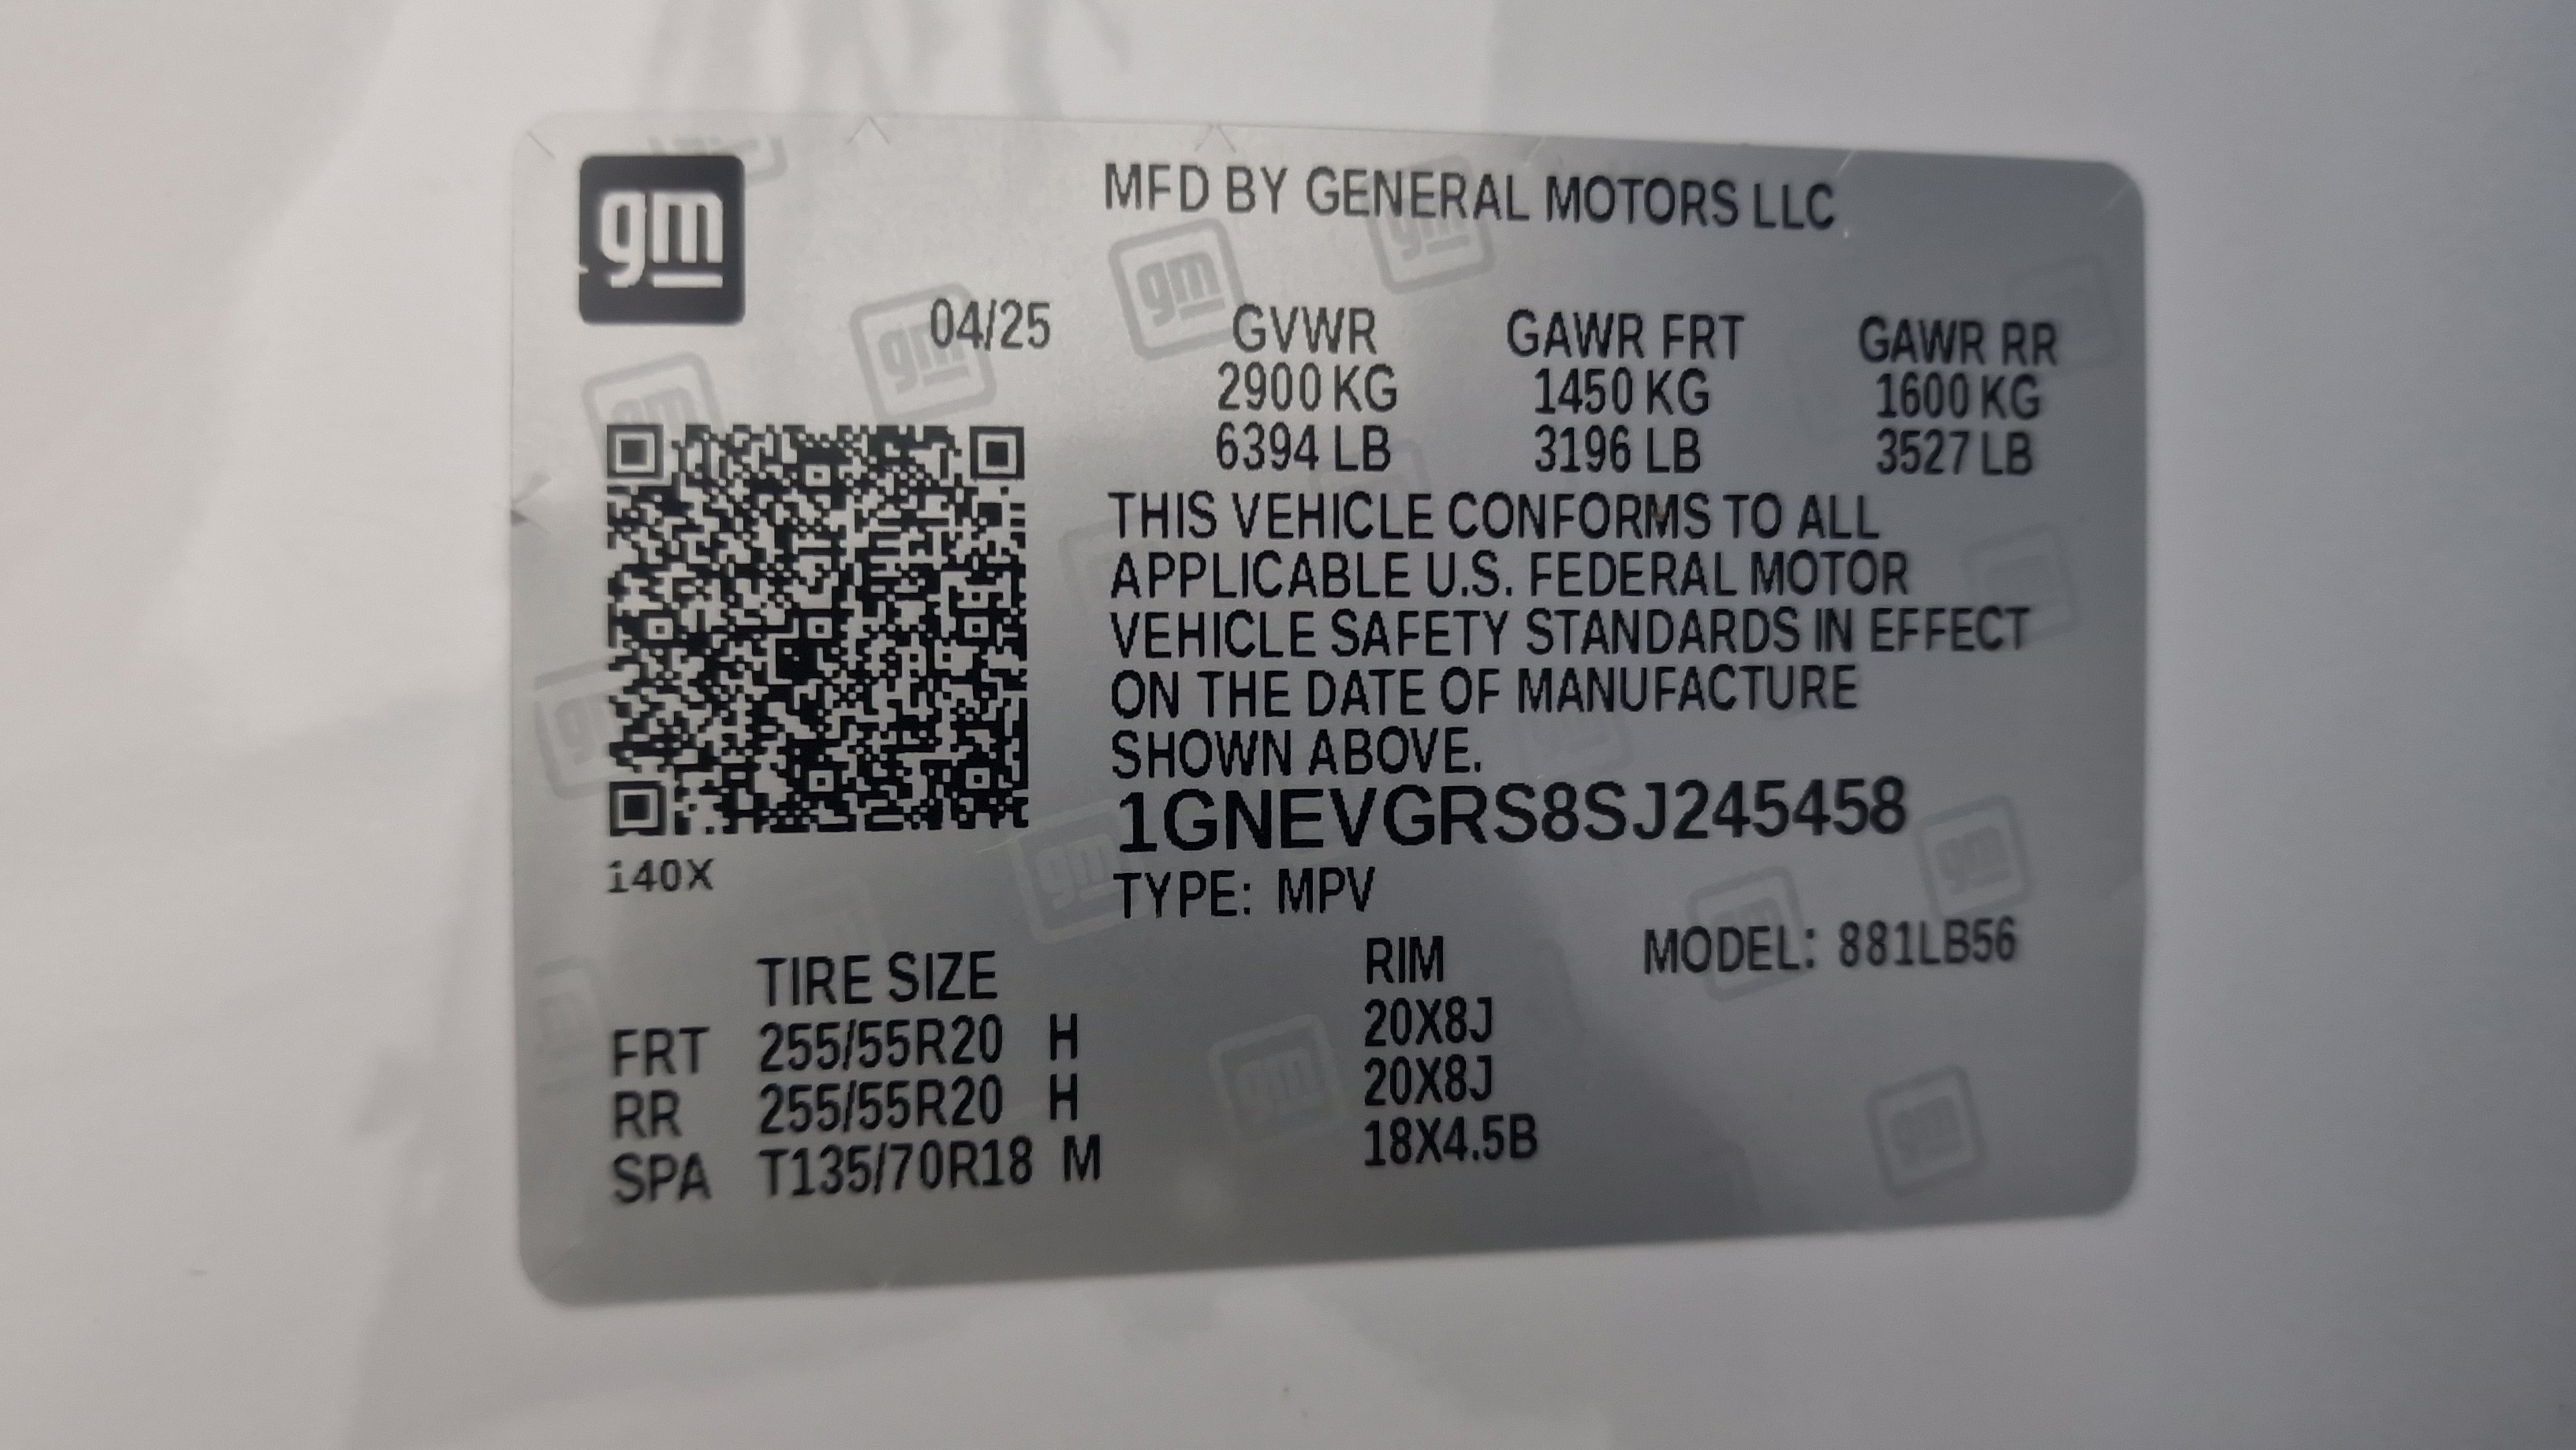 gm
MFD BY GENERAL MOTORS LLC
04/25
GVWR GAWR FRT GAWR RR
2900 KG 1450 KG 1600 KG
6394 LB 3196 LB 3527 LB
THIS VEHICLE CONFORMS TO ALL
APPLICABLE U.S. FEDERAL MOTOR
VEHICLE SAFETY STANDARDS IN EFFECT
ON THE DATE OF MANUFACTURE
SHOWN ABOVE.
1GNEVGRS8SJ245458
140X
TYPE: MPV
MODEL: 881LB56
TIRE SIZE RIM
FRT 255/55R20 H 20X8J
RR 255/55R20 H 20X8J
SPA T135/70R18 M 18X4.5B